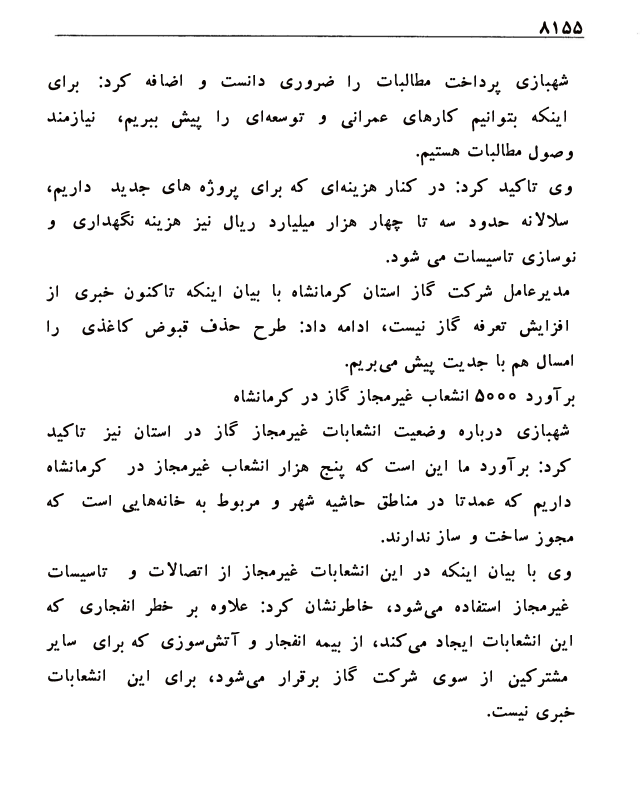 ۸۱۵۵
شهبازی پرداخت مطالبات را ضروری دانست و اضافه کرد: برای
اینکه بتوانیم کارهای عمرانی و توسعه‌ای را پیش ببریم، نیازمند
وصول مطالبات هستیم.
وی تاکید کرد: در کنار هزینه‌ای که برای پروژه های جدید داریم،
سلالانه حدود سه تا چهار هزار میلیارد ریال نیز هزینه نگهداری و
نوسازی تاسیسات می شود.
مدیرعامل شرکت گاز استان کرمانشاه با بیان اینکه تاکنون خبری از
افزایش تعرفه گاز نیست، ادامه داد: طرح حذف قبوض کاغذی را
امسال هم با جدیت پیش می‌بریم.
برآورد ۵۰۰۰ انشعاب غیرمجاز گاز در کرمانشاه
شهبازی درباره وضعیت انشعابات غیرمجاز گاز در استان نیز تاکید
کرد: برآورد ما این است که پنج هزار انشعاب غیرمجاز در کرمانشاه
داریم که عمدتا در مناطق حاشیه شهر و مربوط به خانه‌هایی است که
مجوز ساخت و ساز ندارند.
وی با بیان اینکه در این انشعابات غیرمجاز از اتصالات و تاسیسات
غیرمجاز استفاده می‌شود، خاطرنشان کرد: علاوه بر خطر انفجاری که
این انشعابات ایجاد می‌کند، از بیمه انفجار و آتش‌سوزی که برای سایر
مشترکین از سوی شرکت گاز برقرار می‌شود، برای این انشعابات
خبری نیست.